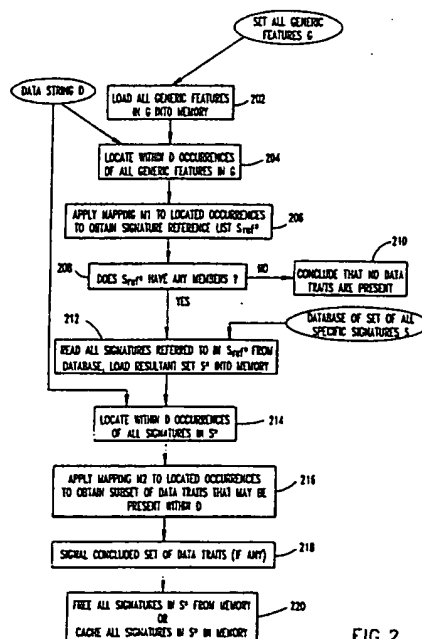 SET ALL GENERIC
FEATURES G
DATA STRING D
LOAD ALL GENERIC FEATURES
IN G INTO MEMORY
202
LOCATE WITHIN D OCCURRENCES
OF ALL GENERIC FEATURES IN G
204
APPLY MAPPING M1 TO LOCATED OCCURRENCES
TO OBTAIN SIGNATURE REFERENCE LIST Sref*
206
208
DOES Sref* HAVE ANY MEMBERS ?
NO
210
CONCLUDE THAT NO DATA
TRAITS ARE PRESENT
YES
212
DATABASE OF SET OF ALL
SPECIFIC SIGNATURES S
READ ALL SIGNATURES REFERRED TO IN Sref* FROM
DATABASE, LOAD RESULTANT SET S* INTO MEMORY
LOCATE WITHIN D OCCURRENCES
OF ALL SIGNATURES IN S*
214
APPLY MAPPING M2 TO LOCATED OCCURRENCES
TO OBTAIN SUBSET OF DATA TRAITS THAT MAY BE
PRESENT WITHIN D
216
SIGNAL CONCLUDED SET OF DATA TRAITS (IF ANY)
218
FREE ALL SIGNATURES IN S* FROM MEMORY
OR
CACHE ALL SIGNATURES IN S* IN MEMORY
220
FIG. 2